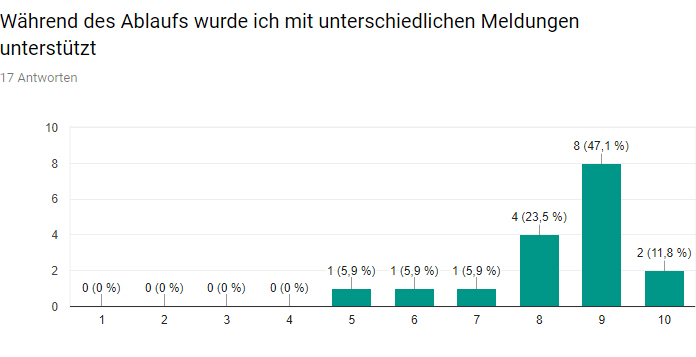 Während des Ablaufs wurde ich mit unterschiedlichen Meldungen
unterstützt
17 Antworten
10
8 (47,1 %)
8
4 (23,5 %)
6
4
2 (11,8 %)
1 (5,9 %) 1 (5,9 %) 1 (5,9 %)
2
0 (0 %) 0 (0 %) 0 (0 %) 0 (0 %)
0
1 2 3 4 5 6 7 8 9 10